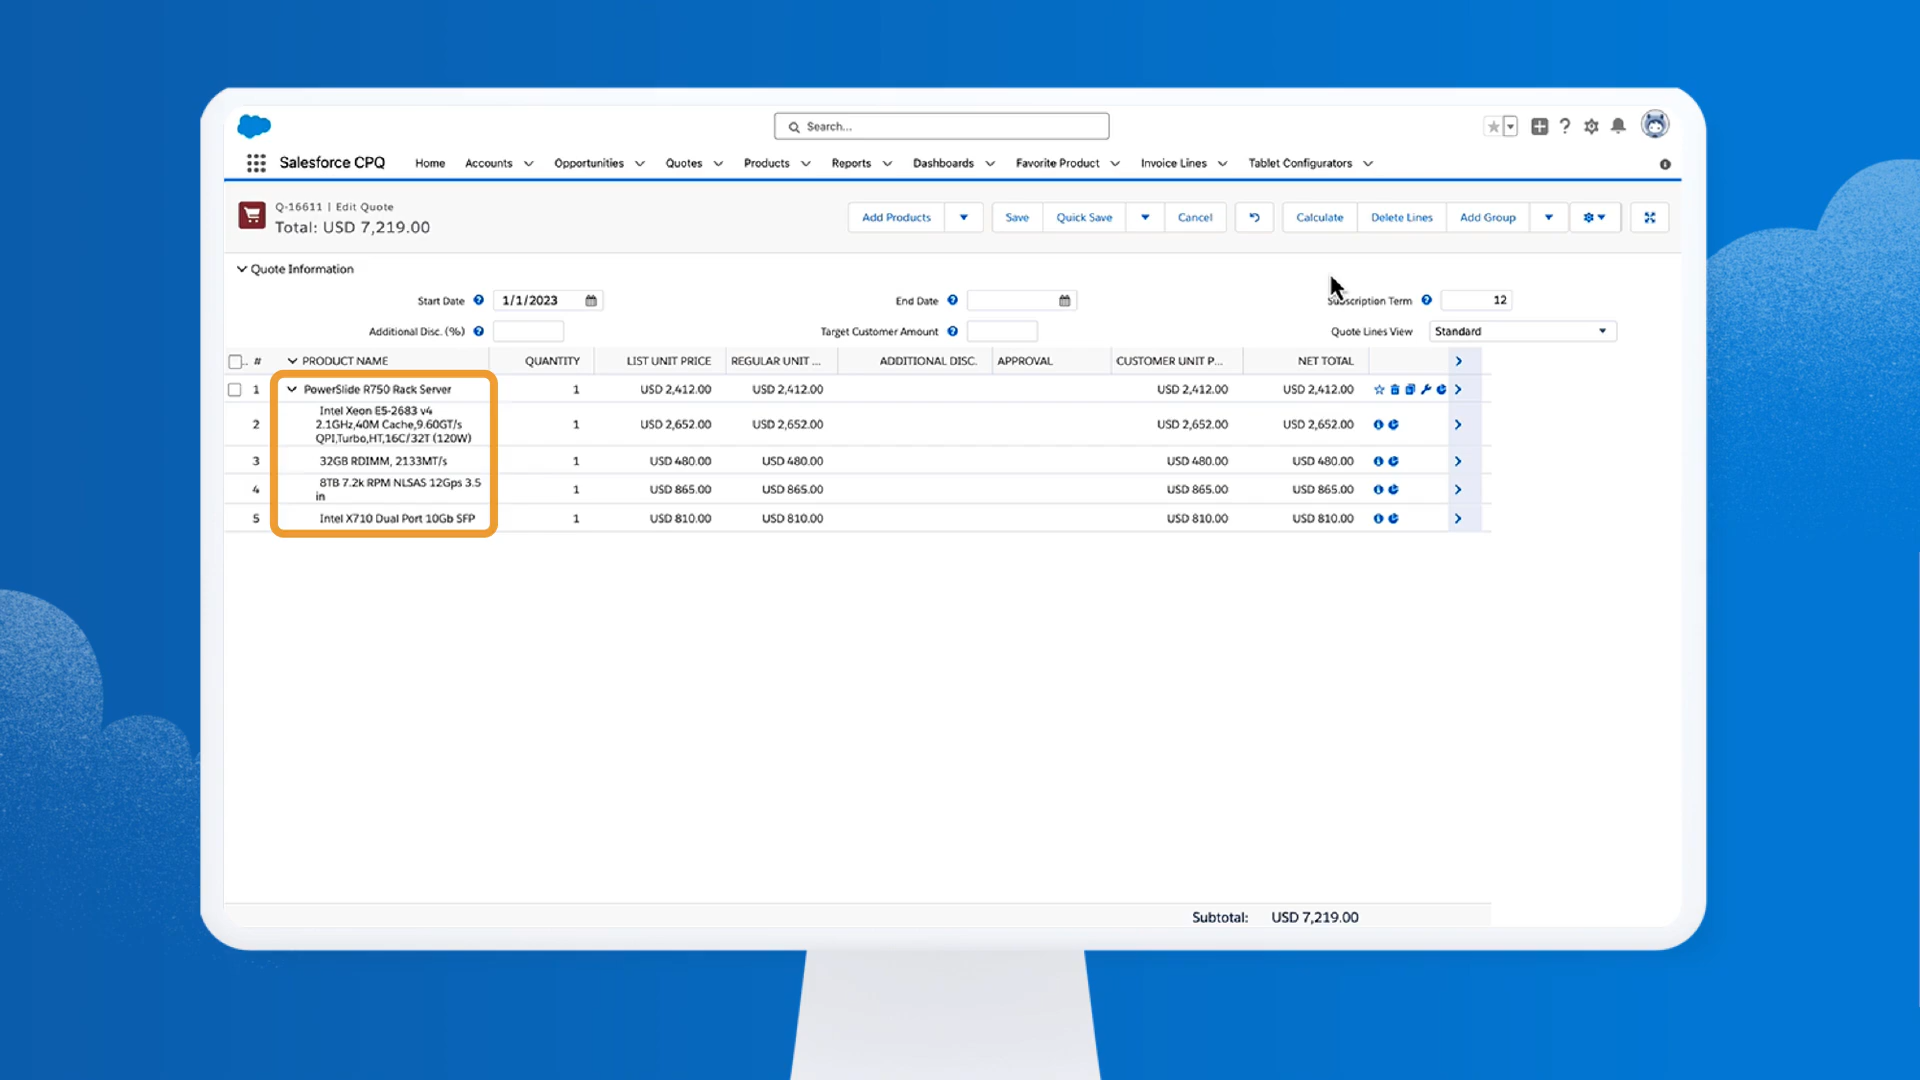 Search...
Salesforce CPQ Home Accounts Opportunities Quotes Products Reports Dashboards Favorite Product Invoice Lines Tablet Configurators
Q-16611 | Edit Quote
Total: USD 7,219.00
Add Products Save Quick Save Cancel Calculate Delete Lines Add Group
Quote Information
Start Date 1/1/2023 End Date Subscription Term 12
Additional Disc. (%) Target Customer Amount Quote Lines View Standard
# PRODUCT NAME QUANTITY LIST UNIT PRICE REGULAR UNIT ... ADDITIONAL DISC. APPROVAL CUSTOMER UNIT P... NET TOTAL
1 PowerSlide R750 Rack Server 1 USD 2,412.00 USD 2,412.00 USD 2,412.00 USD 2,412.00
Intel Xeon E5-2683 v4
2 2.1GHz,40M Cache,9.60GT/s 1 USD 2,652.00 USD 2,652.00 USD 2,652.00 USD 2,652.00
QPI,Turbo,HT,16C/32T (120W)
3 32GB RDIMM, 2133MT/s 1 USD 480.00 USD 480.00 USD 480.00 USD 480.00
8TB 7.2k RPM NLSAS 12Gps 3.5
4 in 1 USD 865.00 USD 865.00 USD 865.00 USD 865.00
5 Intel X710 Dual Port 10Gb SFP 1 USD 810.00 USD 810.00 USD 810.00 USD 810.00
Subtotal: USD 7,219.00